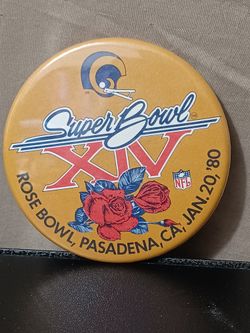 Super Bowl
XIV
NFL
ROSE BOWL, PASADENA, CA, JAN. 20, '80